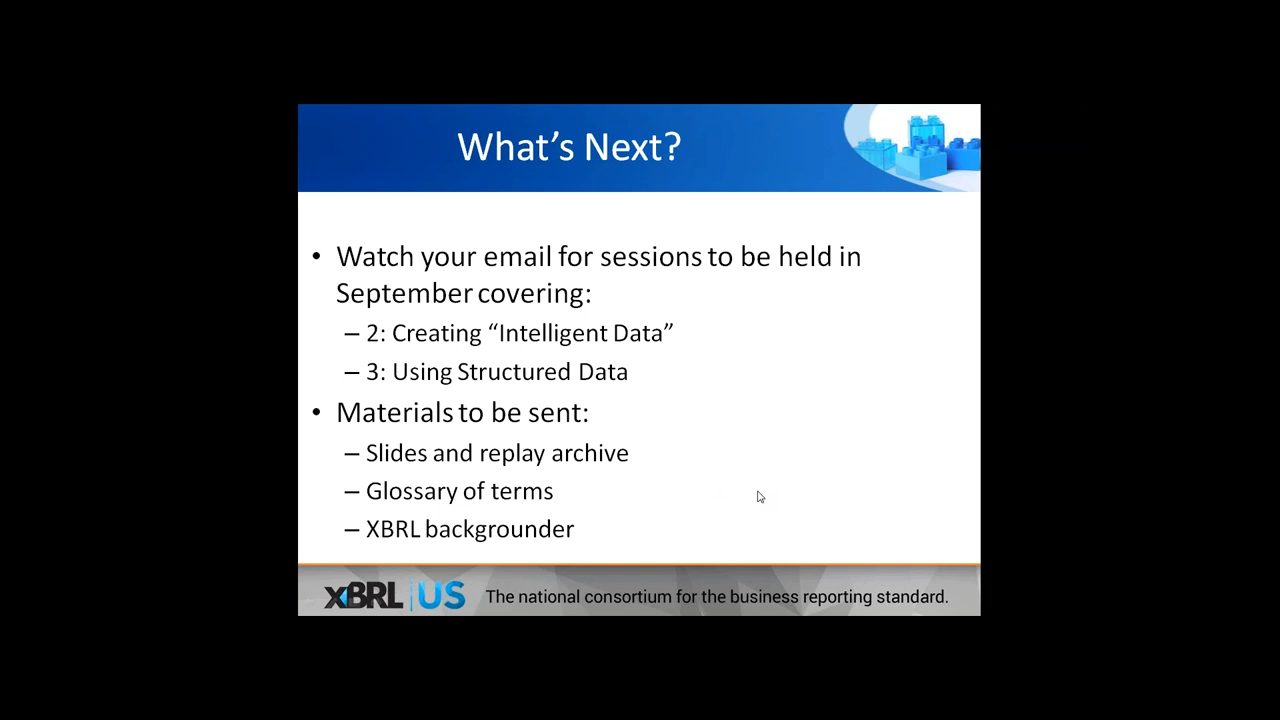 What’s Next?
• Watch your email for sessions to be held in
September covering:
– 2: Creating “Intelligent Data”
– 3: Using Structured Data
• Materials to be sent:
– Slides and replay archive
– Glossary of terms
– XBRL backgrounder
XBRL US The national consortium for the business reporting standard.